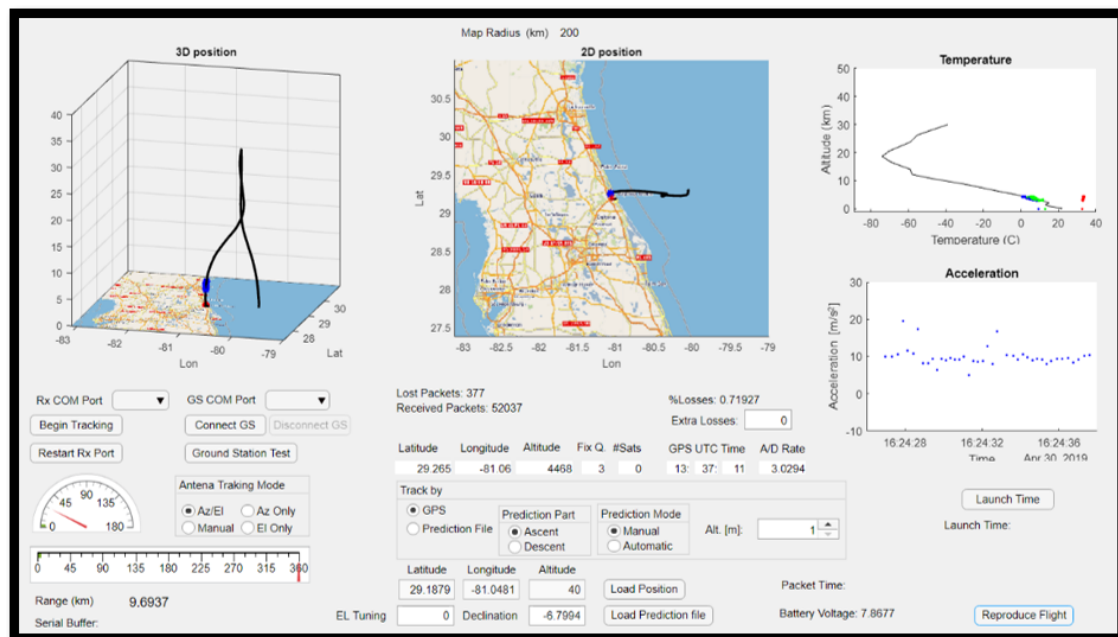 Map Radius (km) 200
3D position
40
35
30
25
20
15
10
5
0
-83
-82
-81
-80
-79
28
29
30
Lon
Lat
2D position
30.5
30
29.5
29
28.5
28
27.5
Lat
-83 -82.5 -82 -81.5 -81 -80.5 -80 -79.5 -79
Lon
Temperature
50
40
30
20
10
0
Altitude (km)
-80 -60 -40 -20 0 20 40
Temperature (C)
Acceleration
30
20
10
0
-10
Acceleration [m/s²]
16:24:28 16:24:32 16:24:36
Time Apr 30, 2019
Rx COM Port GS COM Port
Begin Tracking Connect GS Disconnect GS
Restart Rx Port Ground Station Test
0 45 90 135 180
Antena Traking Mode
Az/El Az Only
Manual El Only
0 45 90 135 180 225 270 315 360
Range (km) 9.6937
Serial Buffer:
Lost Packets: 377
Received Packets: 52037
%Losses: 0.71927
Extra Losses: 0
Latitude Longitude Altitude Fix Q. #Sats GPS UTC Time A/D Rate
29.265 -81.06 4468 3 0 13: 37: 11 3.0294
Track by
GPS
Prediction File
Prediction Part
Ascent
Descent
Prediction Mode
Manual
Automatic
Alt. [m]: 1
Latitude Longitude Altitude
29.1879 -81.0481 40 Load Position
EL Tuning 0 Declination -6.7994 Load Prediction file
Launch Time
Launch Time:
Packet Time:
Battery Voltage: 7.8677
Reproduce Flight